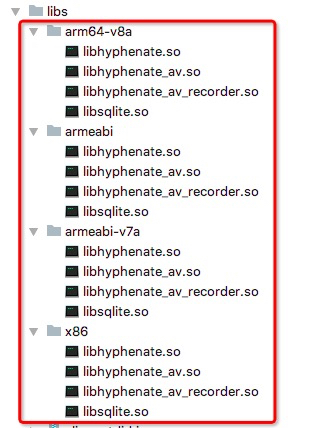 libs
arm64-v8a
libhyphenate.so
libhyphenate_av.so
libhyphenate_av_recorder.so
libsqlite.so
armeabi
libhyphenate.so
libhyphenate_av.so
libhyphenate_av_recorder.so
libsqlite.so
armeabi-v7a
libhyphenate.so
libhyphenate_av.so
libhyphenate_av_recorder.so
libsqlite.so
x86
libhyphenate.so
libhyphenate_av.so
libhyphenate_av_recorder.so
libsqlite.so